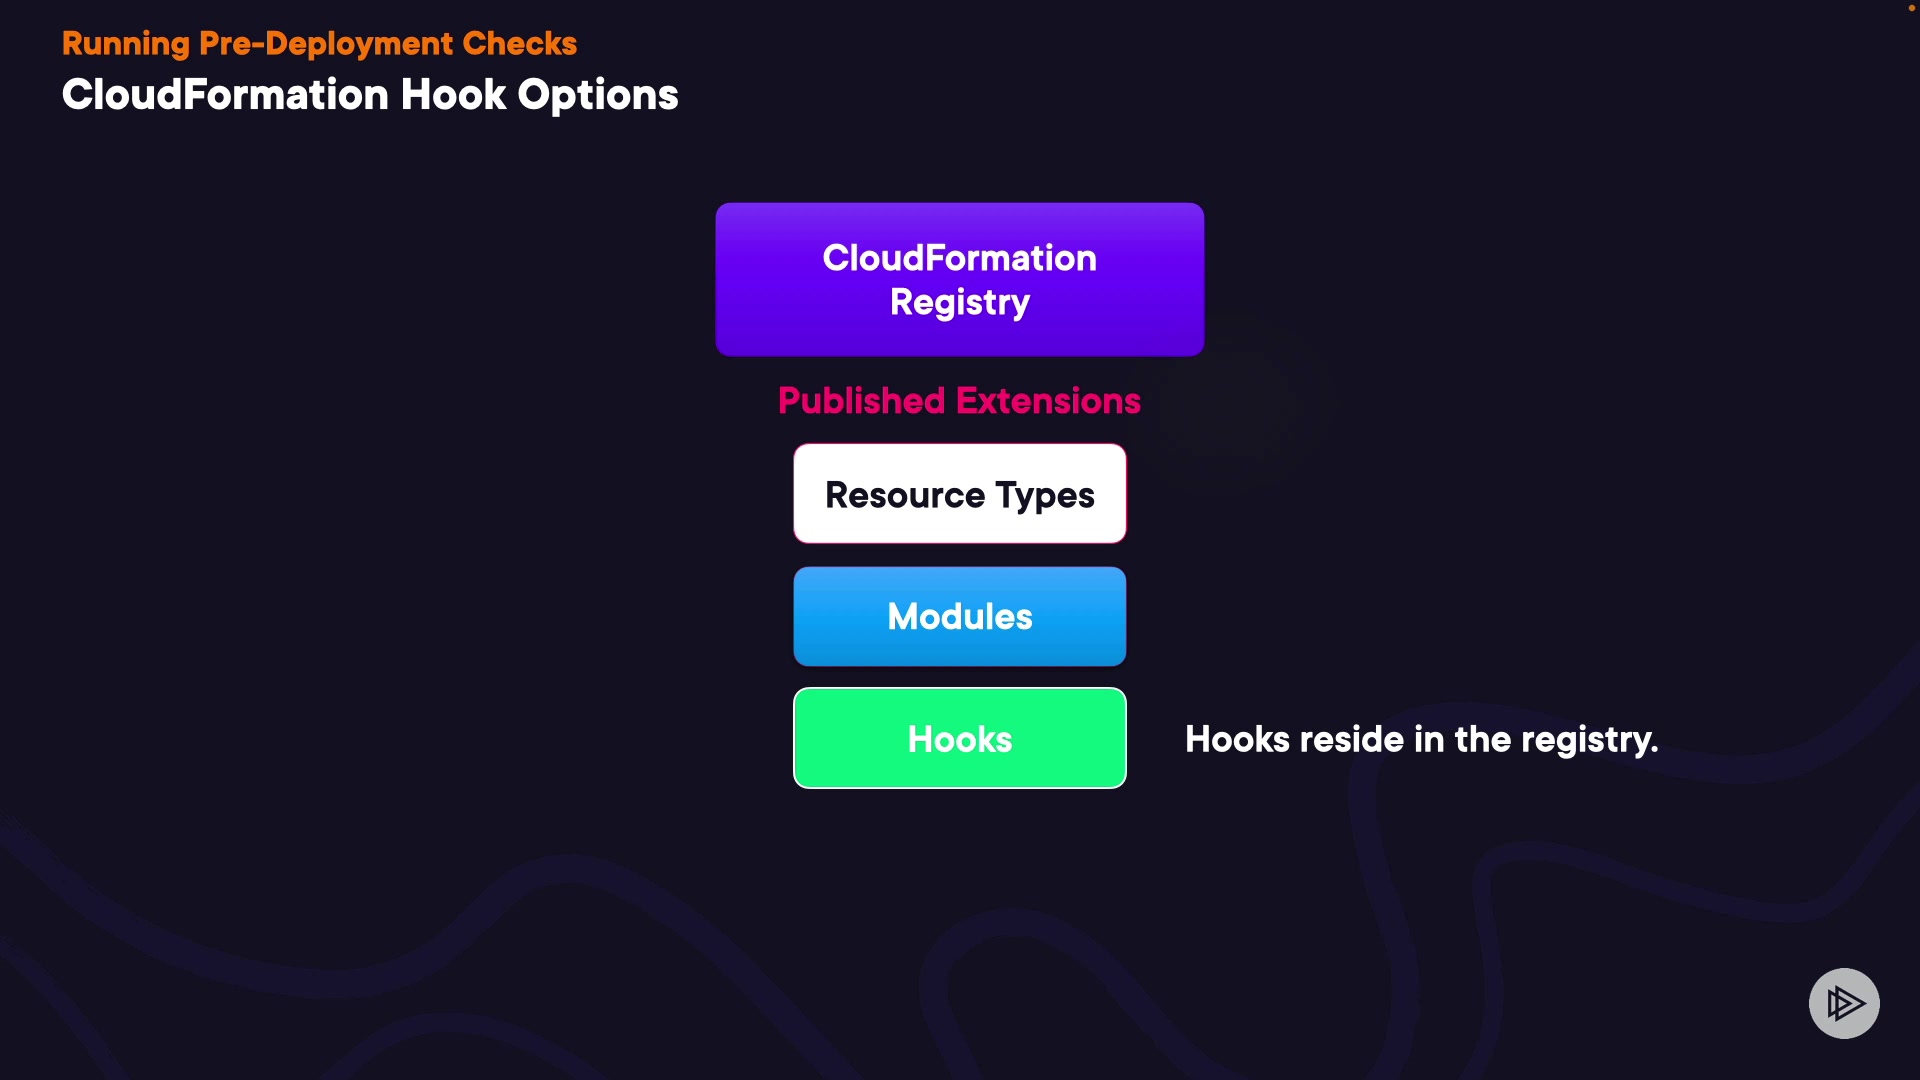 Running Pre-Deployment Checks
CloudFormation Hook Options
CloudFormation
Registry
Published Extensions
Resource Types
Modules
Hooks
Hooks reside in the registry.